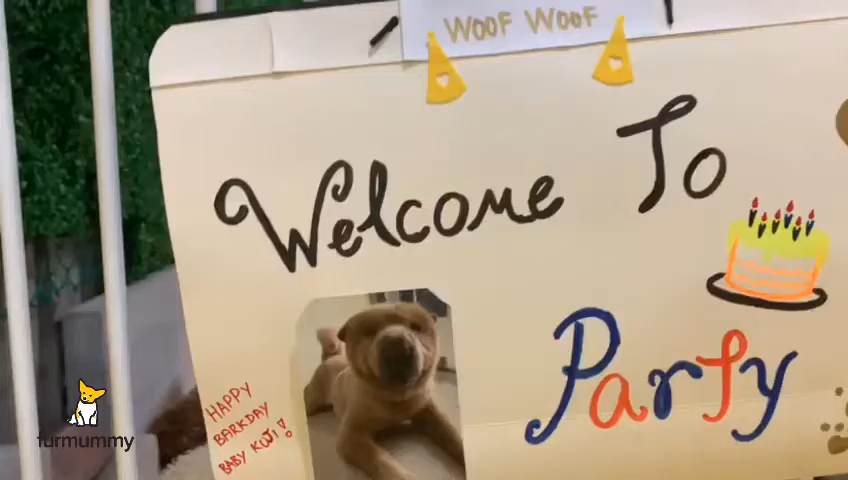 WOOF WOOF
Welcome To
Party
HAPPY
BARKDAY
BABY KOJI!
furmummy